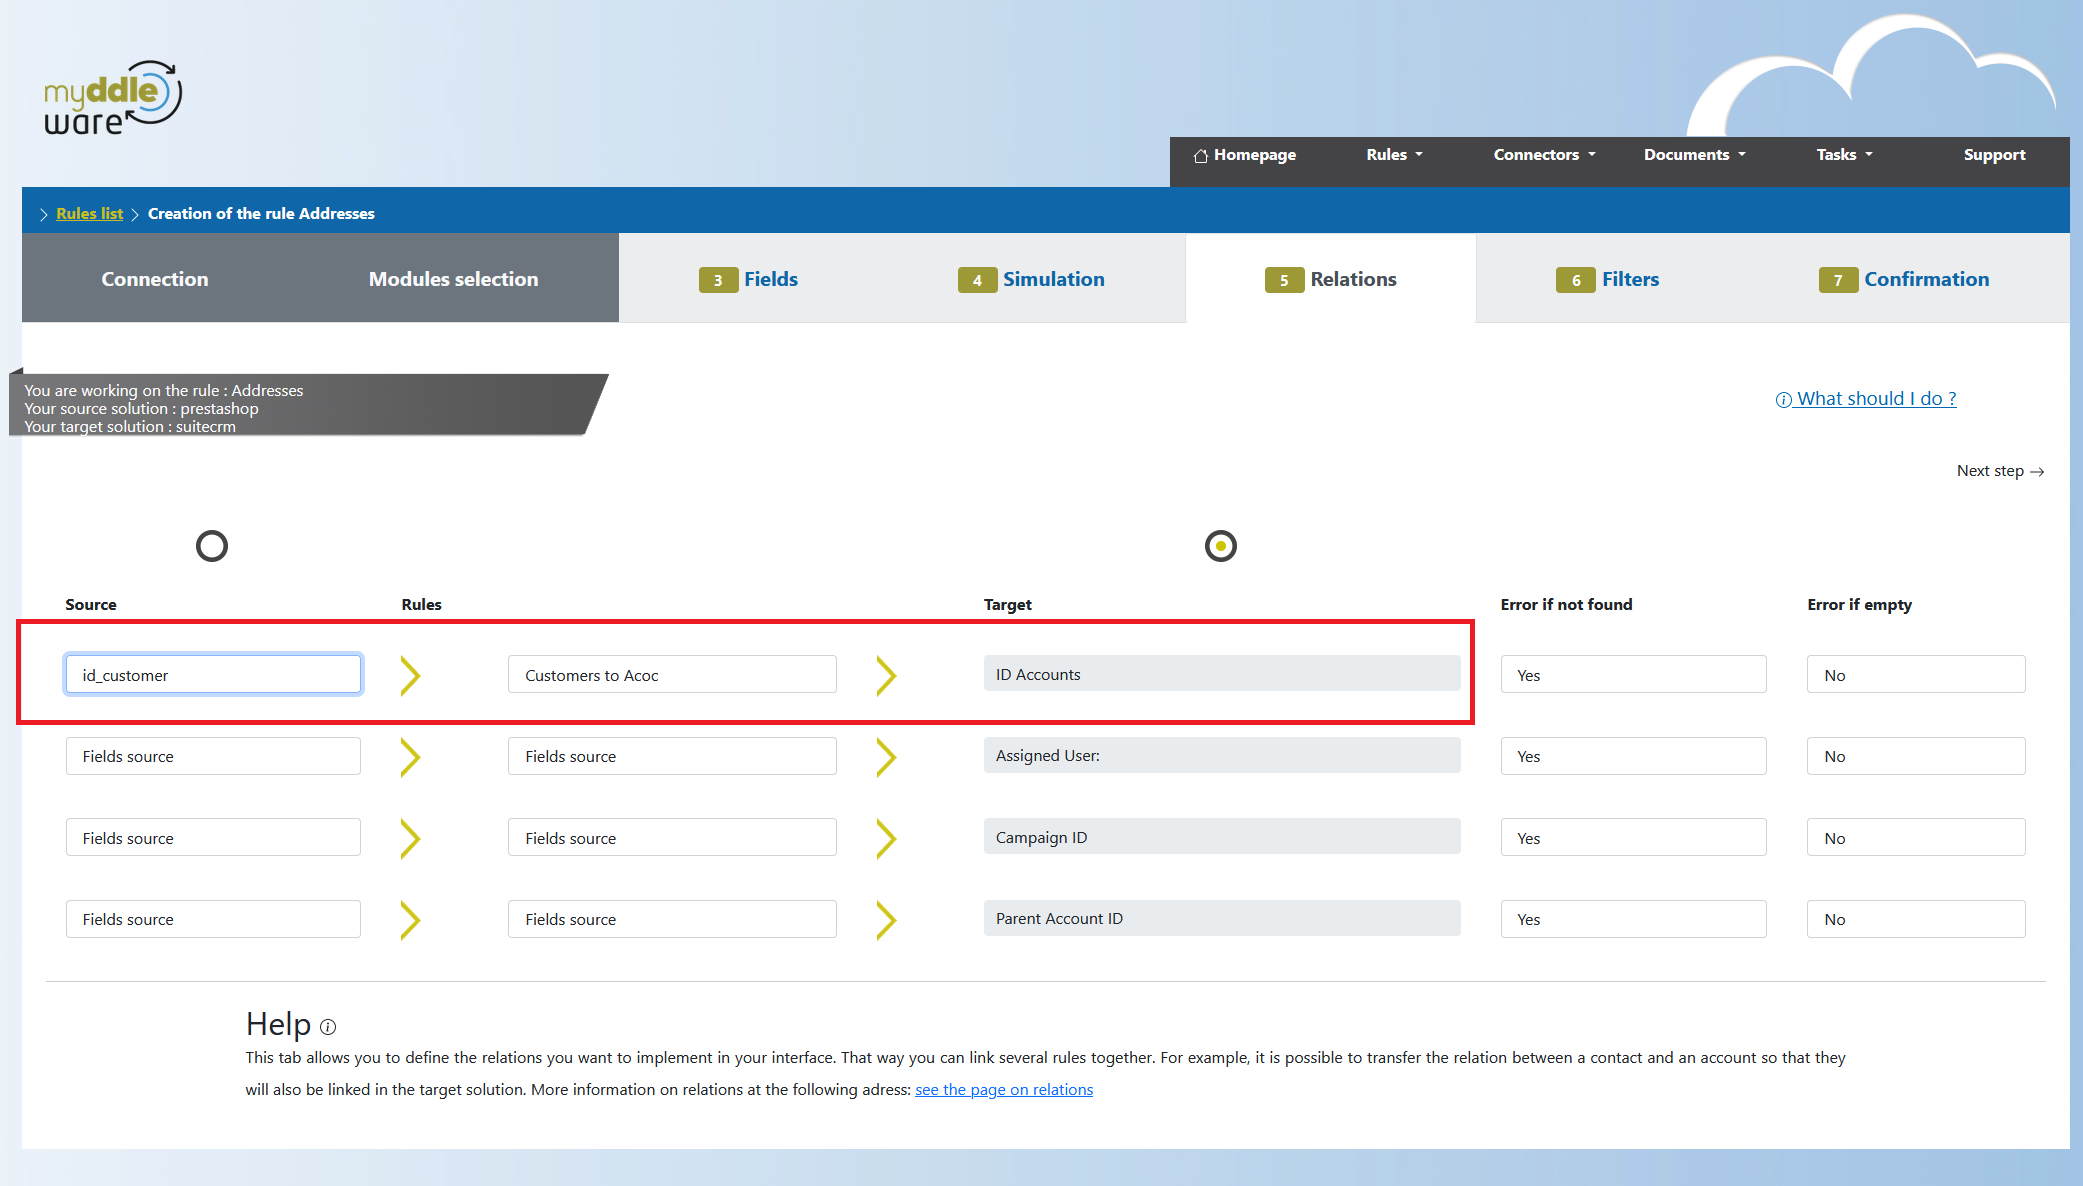 myddle
ware
Homepage Rules Connectors Documents Tasks Support
Rules list Creation of the rule Addresses
Connection Modules selection 3 Fields 4 Simulation 5 Relations 6 Filters 7 Confirmation
You are working on the rule : Addresses
Your source solution : prestashop
Your target solution : suitecrm
What should I do ?
Next step →
Source Rules Target Error if not found Error if empty
id_customer Customers to Acoc ID Accounts Yes No
Fields source Fields source Assigned User: Yes No
Fields source Fields source Campaign ID Yes No
Fields source Fields source Parent Account ID Yes No
Help
This tab allows you to define the relations you want to implement in your interface. That way you can link several rules together. For example, it is possible to transfer the relation between a contact and an account so that they
will also be linked in the target solution. More information on relations at the following adress: see the page on relations